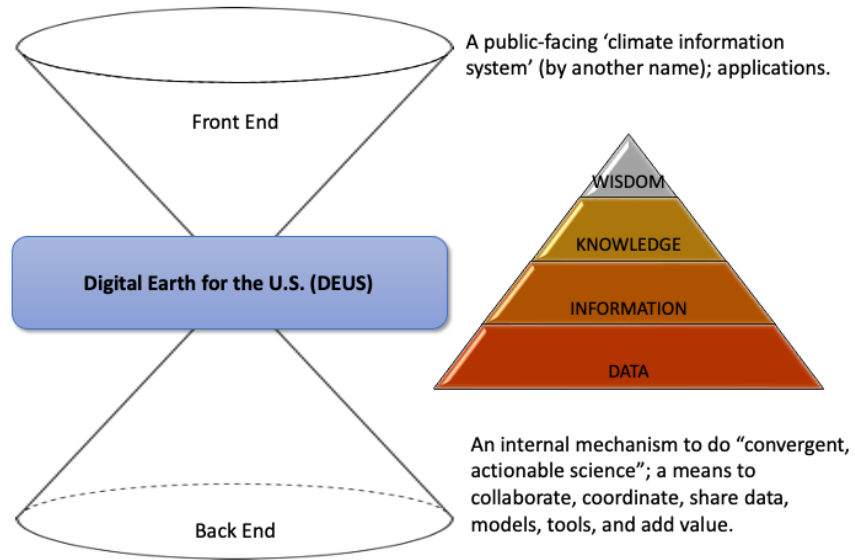 A public-facing ‘climate information
system’ (by another name); applications.
Front End
WISDOM
KNOWLEDGE
Digital Earth for the U.S. (DEUS)
INFORMATION
DATA
An internal mechanism to do “convergent,
actionable science”; a means to
collaborate, coordinate, share data,
models, tools, and add value.
Back End